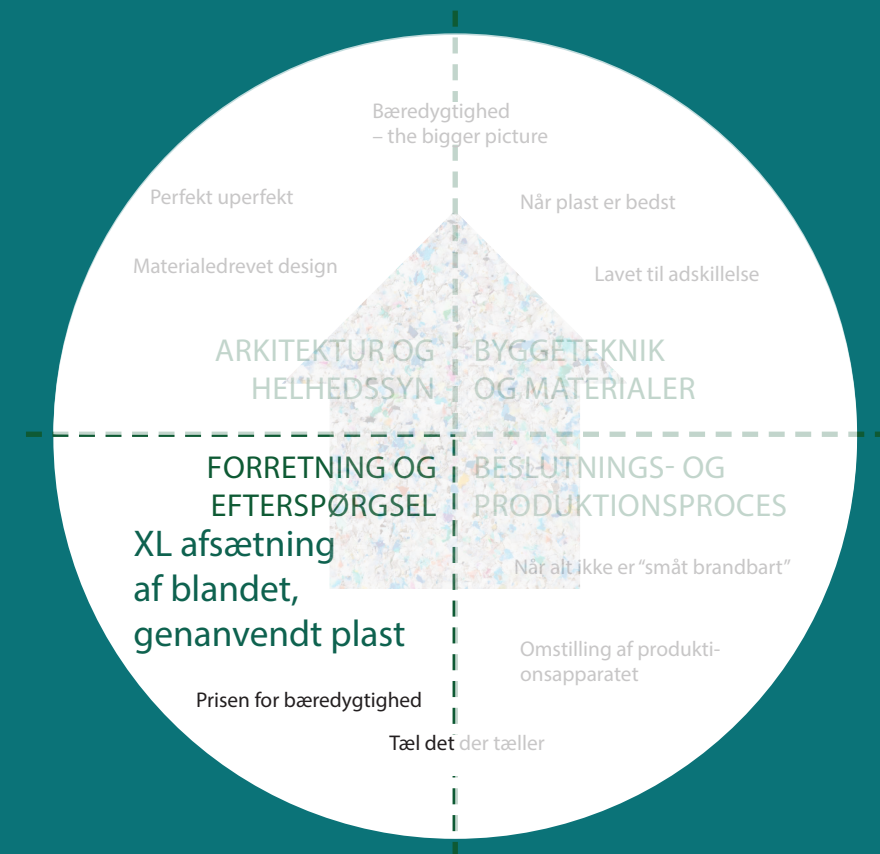 Bæredygtighed
– the bigger picture
Perfekt uperfekt
Når plast er bedst
Materialedrevet design
Lavet til adskillelse
ARKITEKTUR OG
HELHEDSSYN
BYGGETEKNIK
OG MATERIALER
FORRETNING OG
EFTERSPØRGSEL
BESLUTNINGS- OG
PRODUKTIONSPROCES
XL afsætning
af blandet,
genanvendt plast
Når alt ikke er “småt brandbart”
Omstilling af produkti-
onsapparatet
Prisen for bæredygtighed
Tæl det der tæller